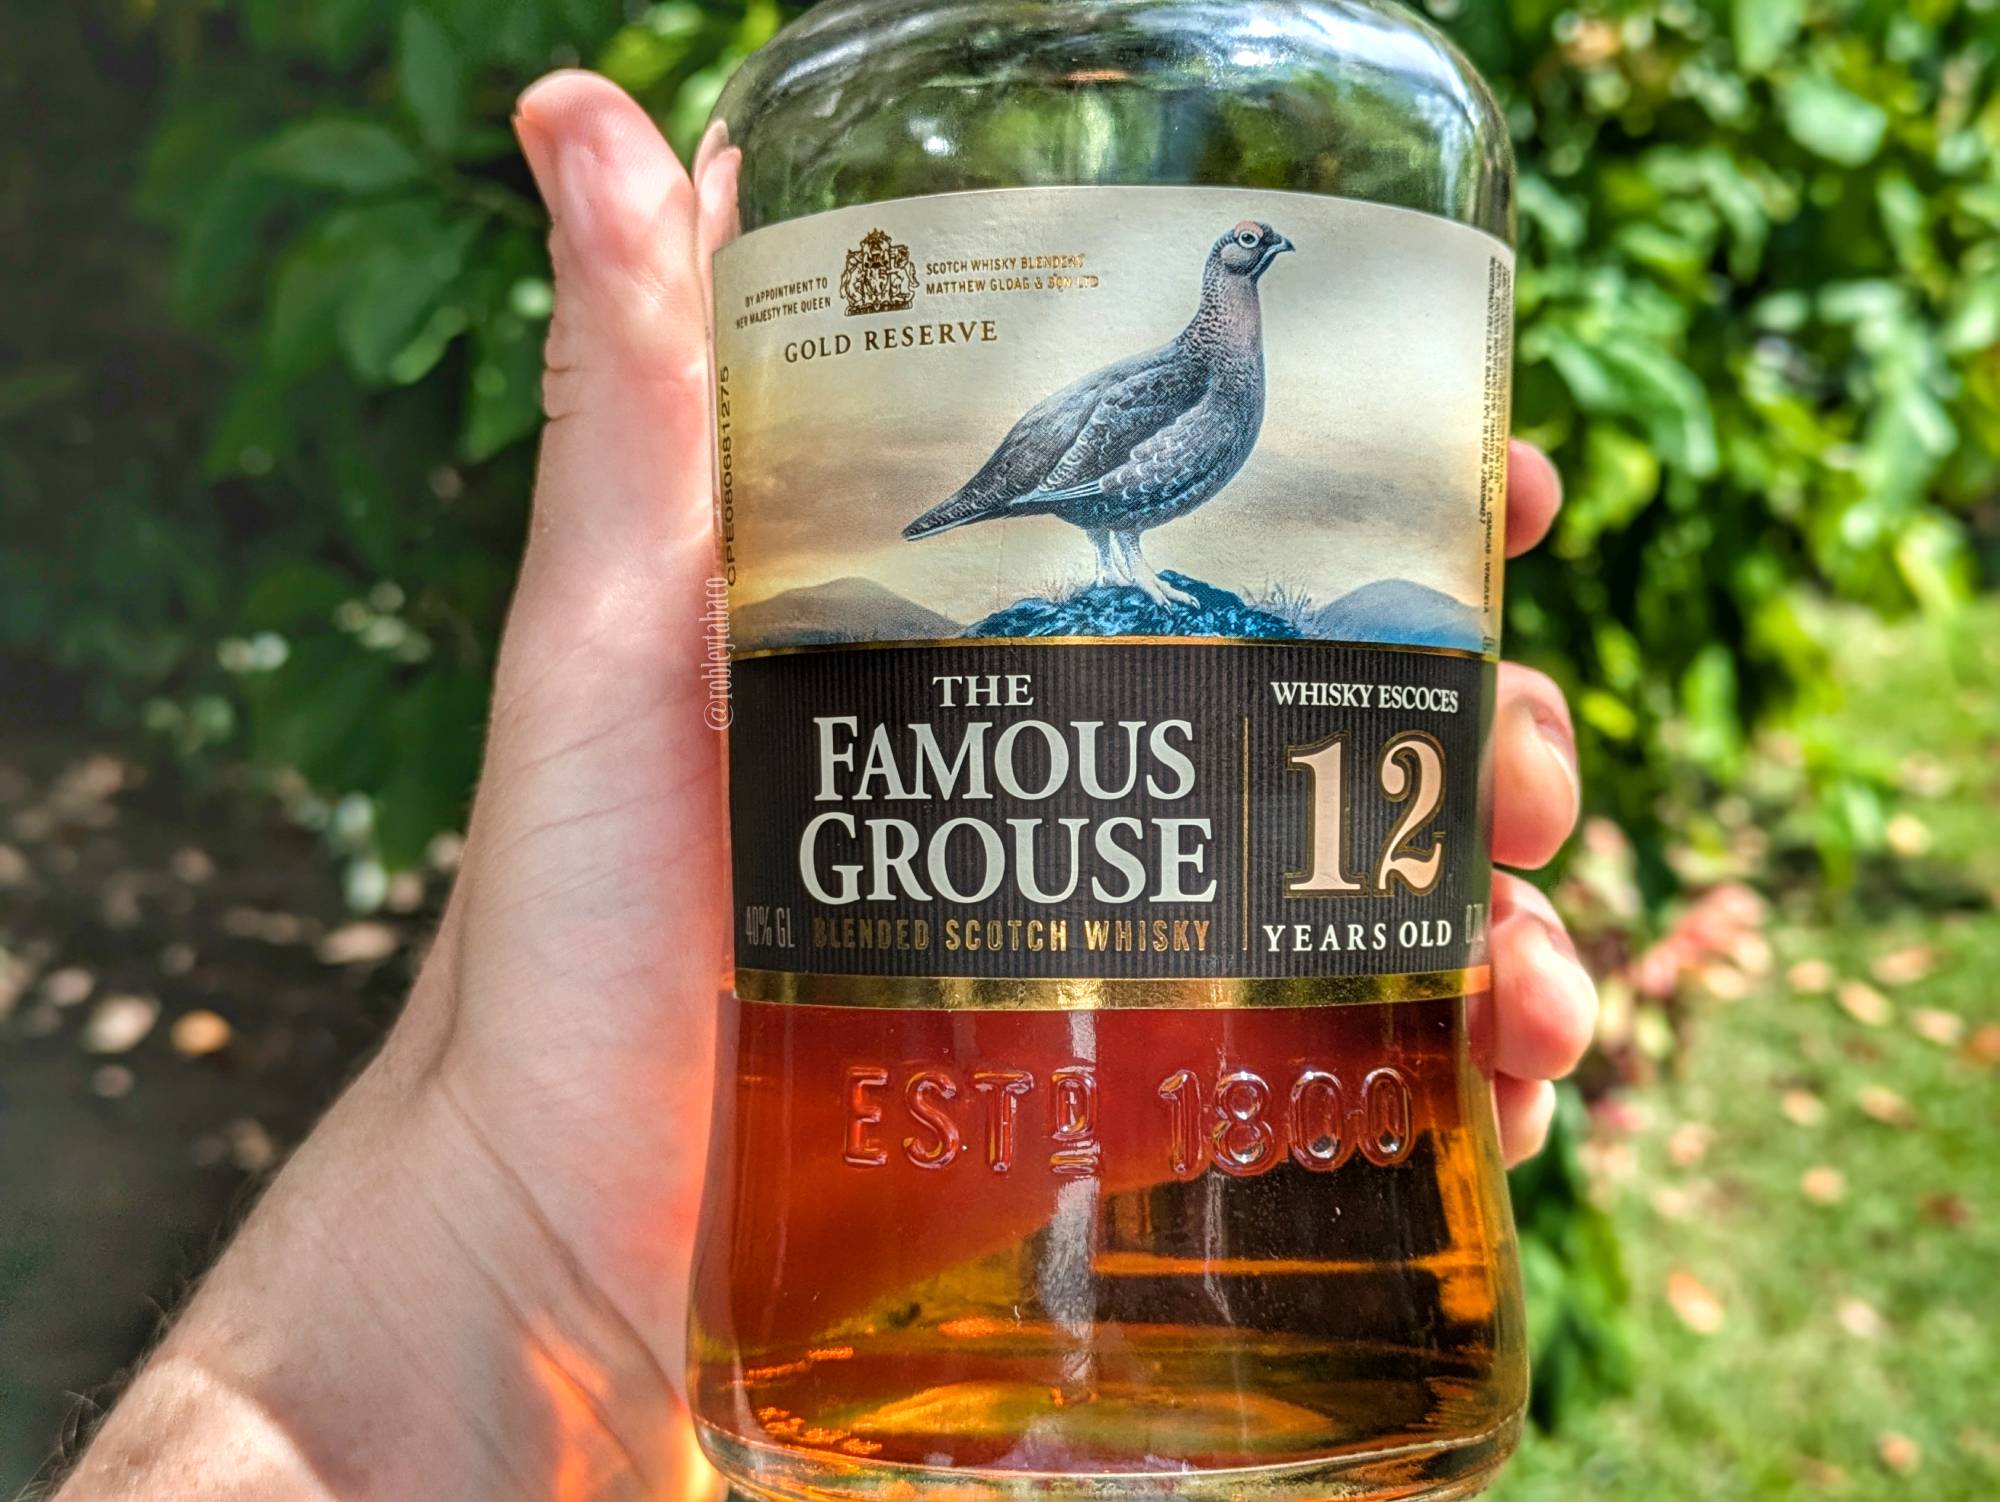 BY APPOINTMENT TO
HER MAJESTY THE QUEEN
SCOTCH WHISKY BLENDERS
MATTHEW GLOAG & SON LTD
GOLD RESERVE
CPE0806681275
@robleytabaco
THE
FAMOUS
GROUSE
BLENDED SCOTCH WHISKY
40% GL
WHISKY ESCOCES
12
YEARS OLD
ESTD 1800